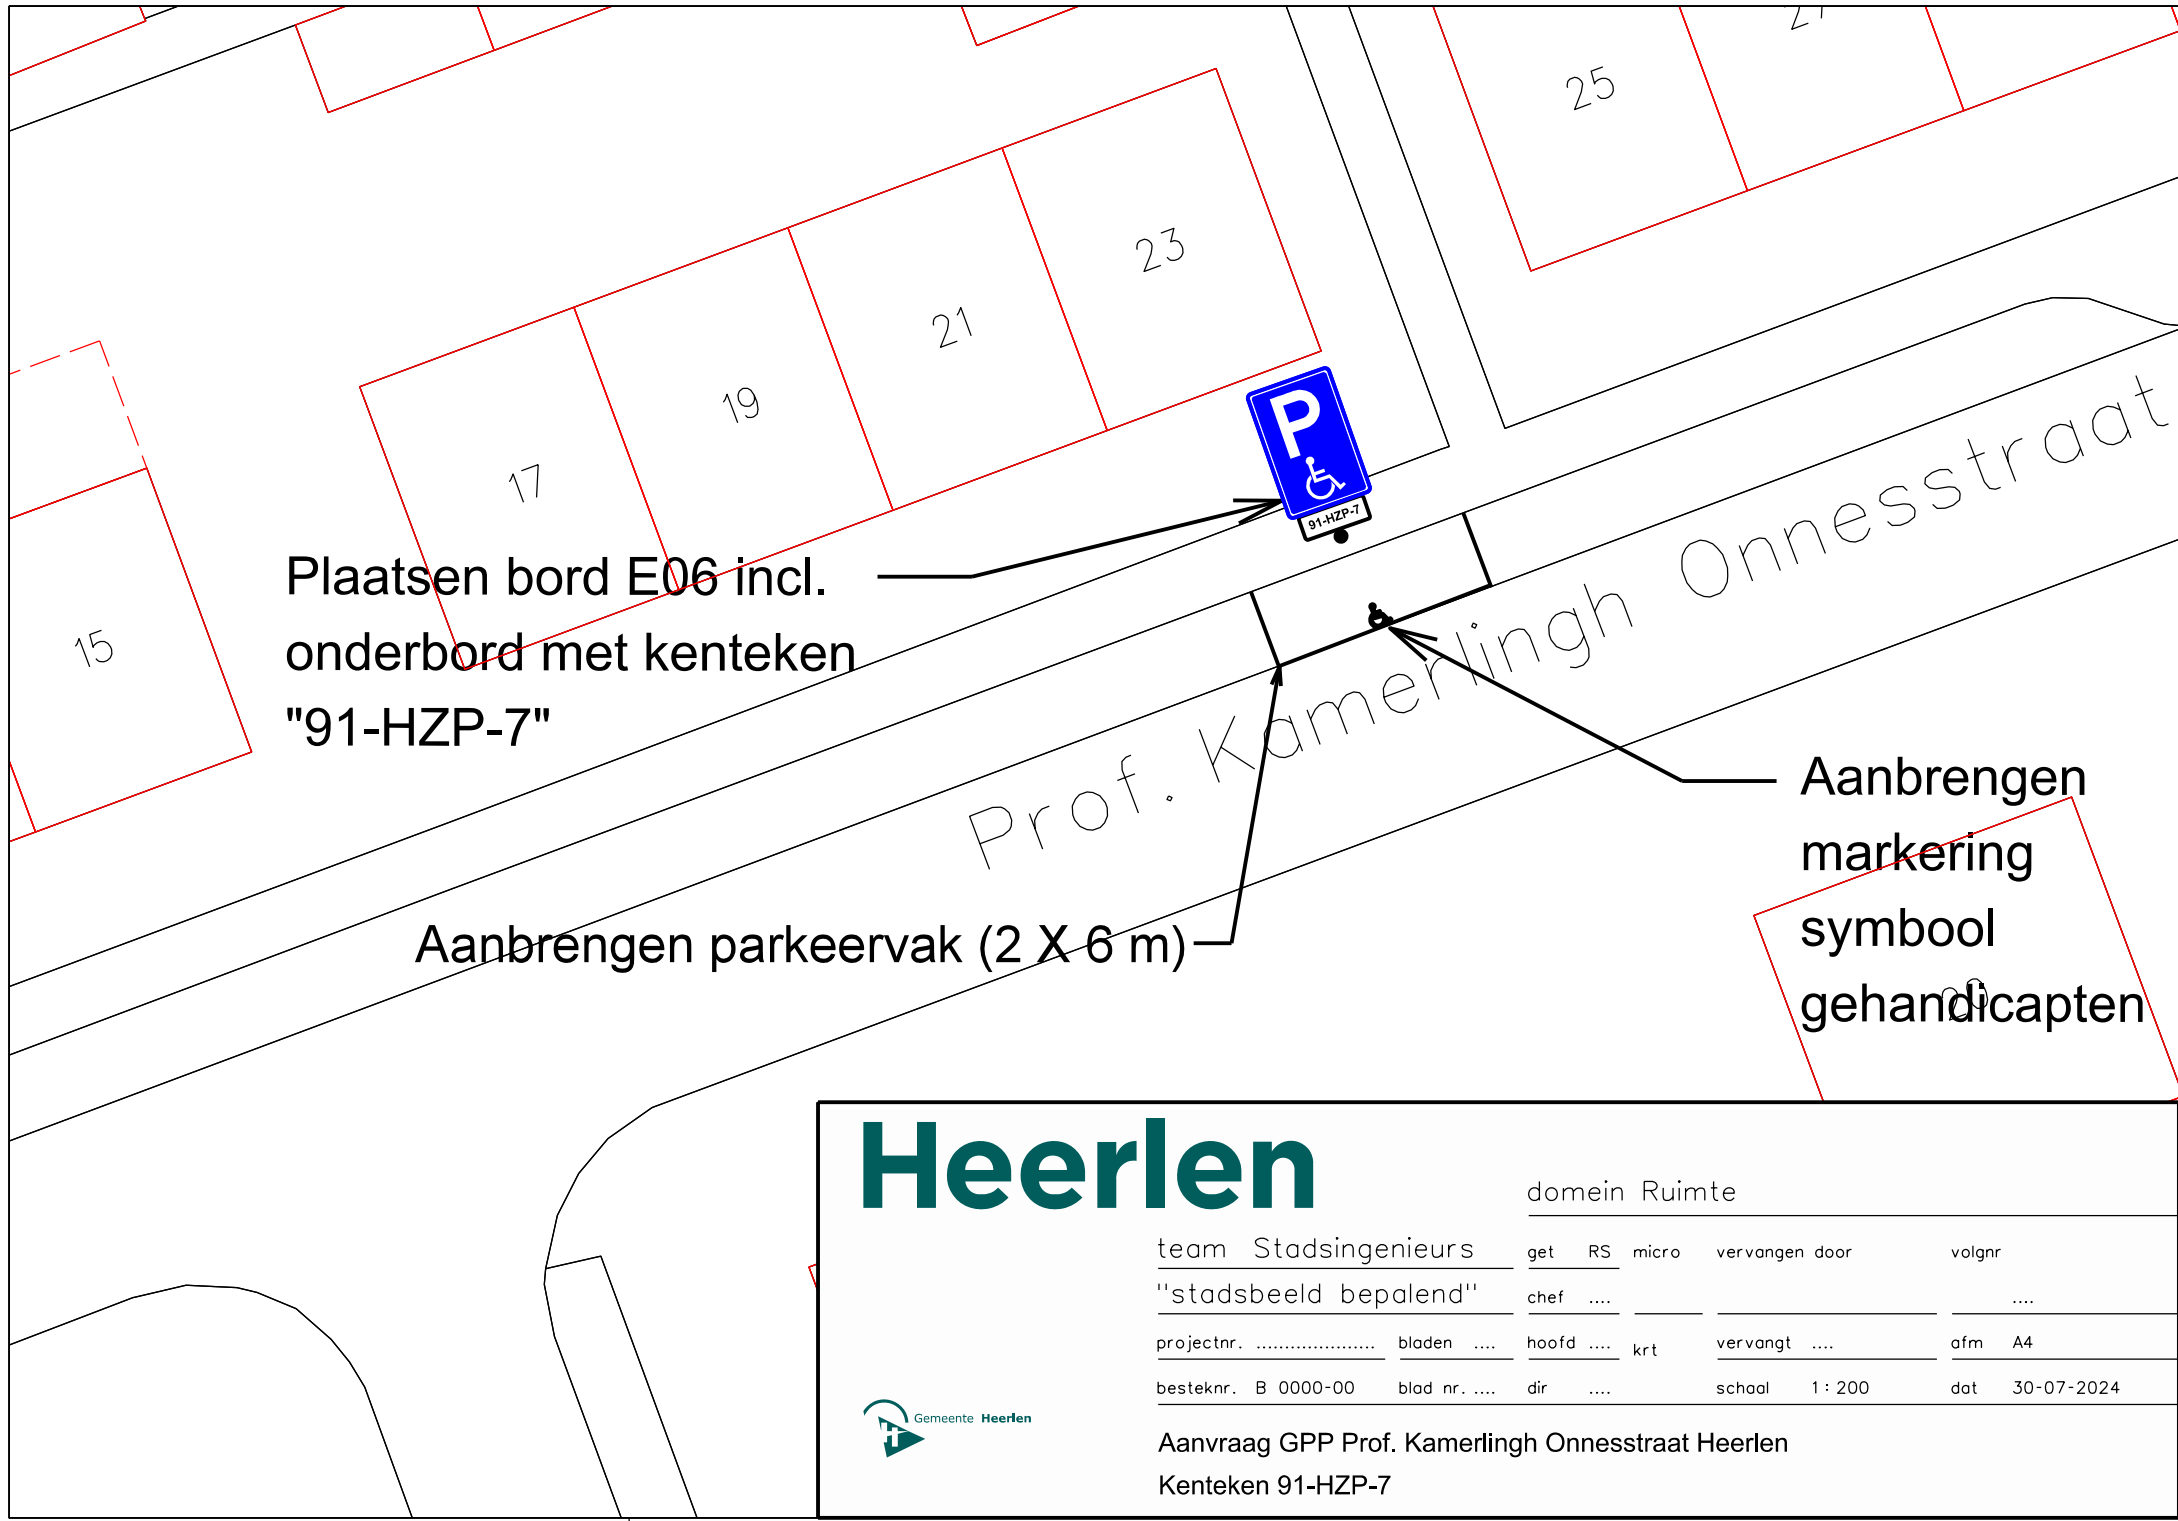 25
23
21
19
17
15
P
91-HZP-7
Prof. Kamerlingh Onnesstraat
Plaatsen bord E06 incl.
onderbord met kenteken
"91-HZP-7"
Aanbrengen parkeervak (2 X 6 m)
Aanbrengen
markering
symbool
gehandicapten
Heerlen
domein Ruimte
team Stadsingenieurs
get RS micro vervangen door volgnr
"stadsbeeld bepalend"
chef .... ....
projectnr. ..................... bladen .... hoofd .... krt vervangt .... afm A4
besteknr. B 0000-00 blad nr. .... dir .... schaal 1:200 dat 30-07-2024
Gemeente Heerlen
Aanvraag GPP Prof. Kamerlingh Onnesstraat Heerlen
Kenteken 91-HZP-7